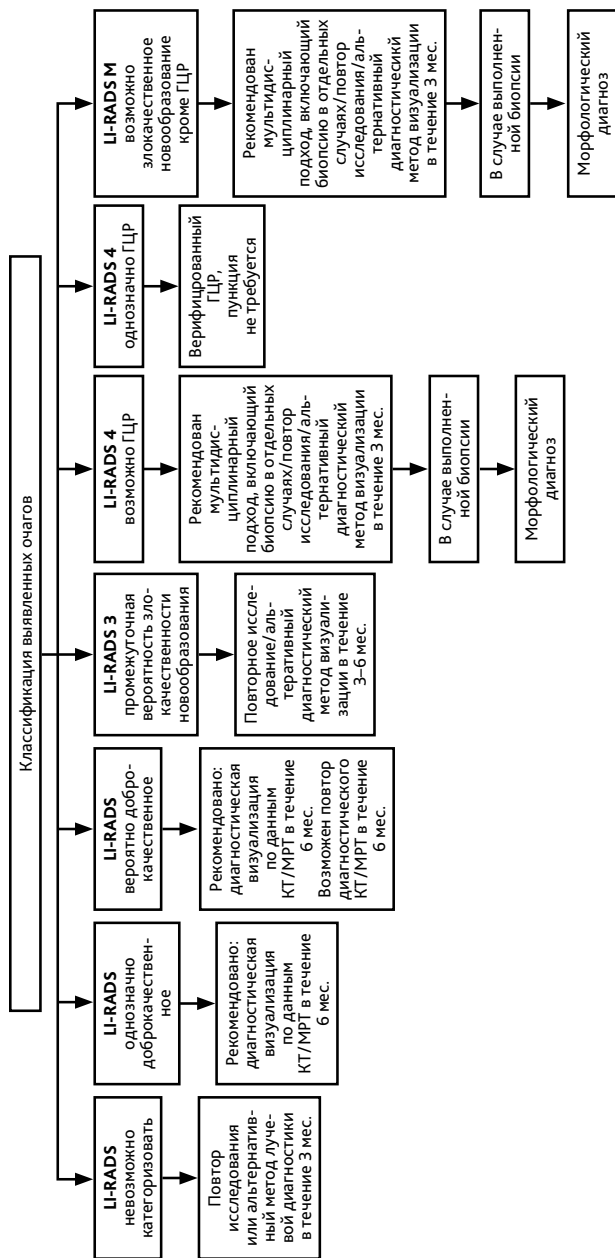 Классификация выявленных очагов
LI-RADS
невозможно
категоризовать
Повтор
исследования
или альтернатив-
ный метод луче-
вой диагностики
в течение 3 мес.
LI-RADS
однозначно
доброкачествен-
ное
Рекомендовано:
диагностическая
визуализация
по данным
КТ/МРТ в течение
6 мес.
LI-RADS
вероятно добро-
качественное
Рекомендовано:
диагностическая
визуализация
по данным
КТ/МРТ в течение
6 мес.
Возможен повтор
диагностического
КТ/МРТ в течение
6 мес.
LI-RADS 3
промежуточная
вероятность зло-
качественности
новообразования
Повторное иссле-
дование/аль-
теративный
диагностический
метод визуали-
зации в течение
3–6 мес.
LI-RADS 4
возможно ГЦР
Рекомендован
мультидис-
циплинарный
подход, включающий
биопсию в отдельных
случаях/повтор
исследования/аль-
тернативный
диагностический
метод визуализации
в течение 3 мес.
В случае выполнен-
ной биопсии
Морфологический
диагноз
LI-RADS 4
однозначно ГЦР
Верифицированный
ГЦР,
пункция
не требуется
LI-RADS M
возможно
злокачественное
новообразование
кроме ГЦР
Рекомендован
мультидис-
циплинарный
подход, включающий
биопсию в отдельных
случаях/повтор
исследования/аль-
тернативный
диагностичесикй
метод визуализации
в течение 3 мес.
В случае выполнен-
ной биопсии
Морфологический
диагноз